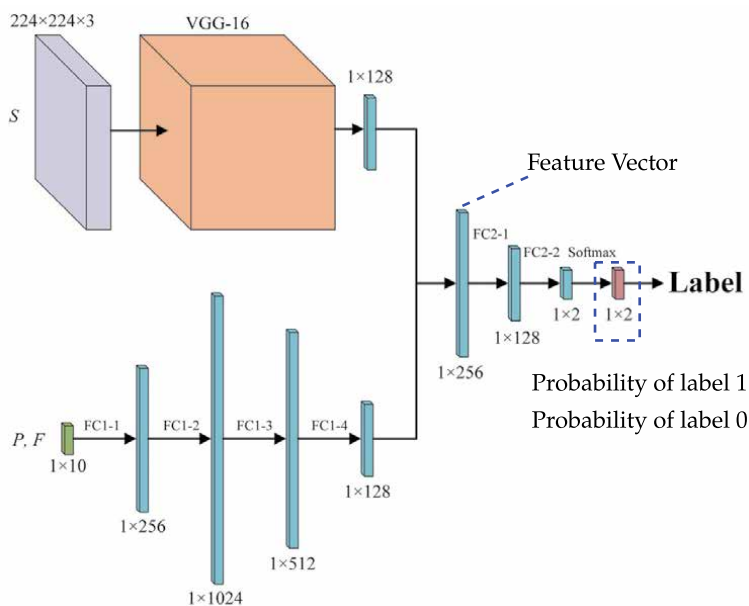 224×224×3
VGG-16
S
1×128
Feature Vector
FC2-1
FC2-2
Softmax
Label
1×2
1×2
1×128
1×256
Probability of label 1
Probability of label 0
P, F
FC1-1
FC1-2
FC1-3
FC1-4
1×10
1×128
1×256
1×512
1×1024